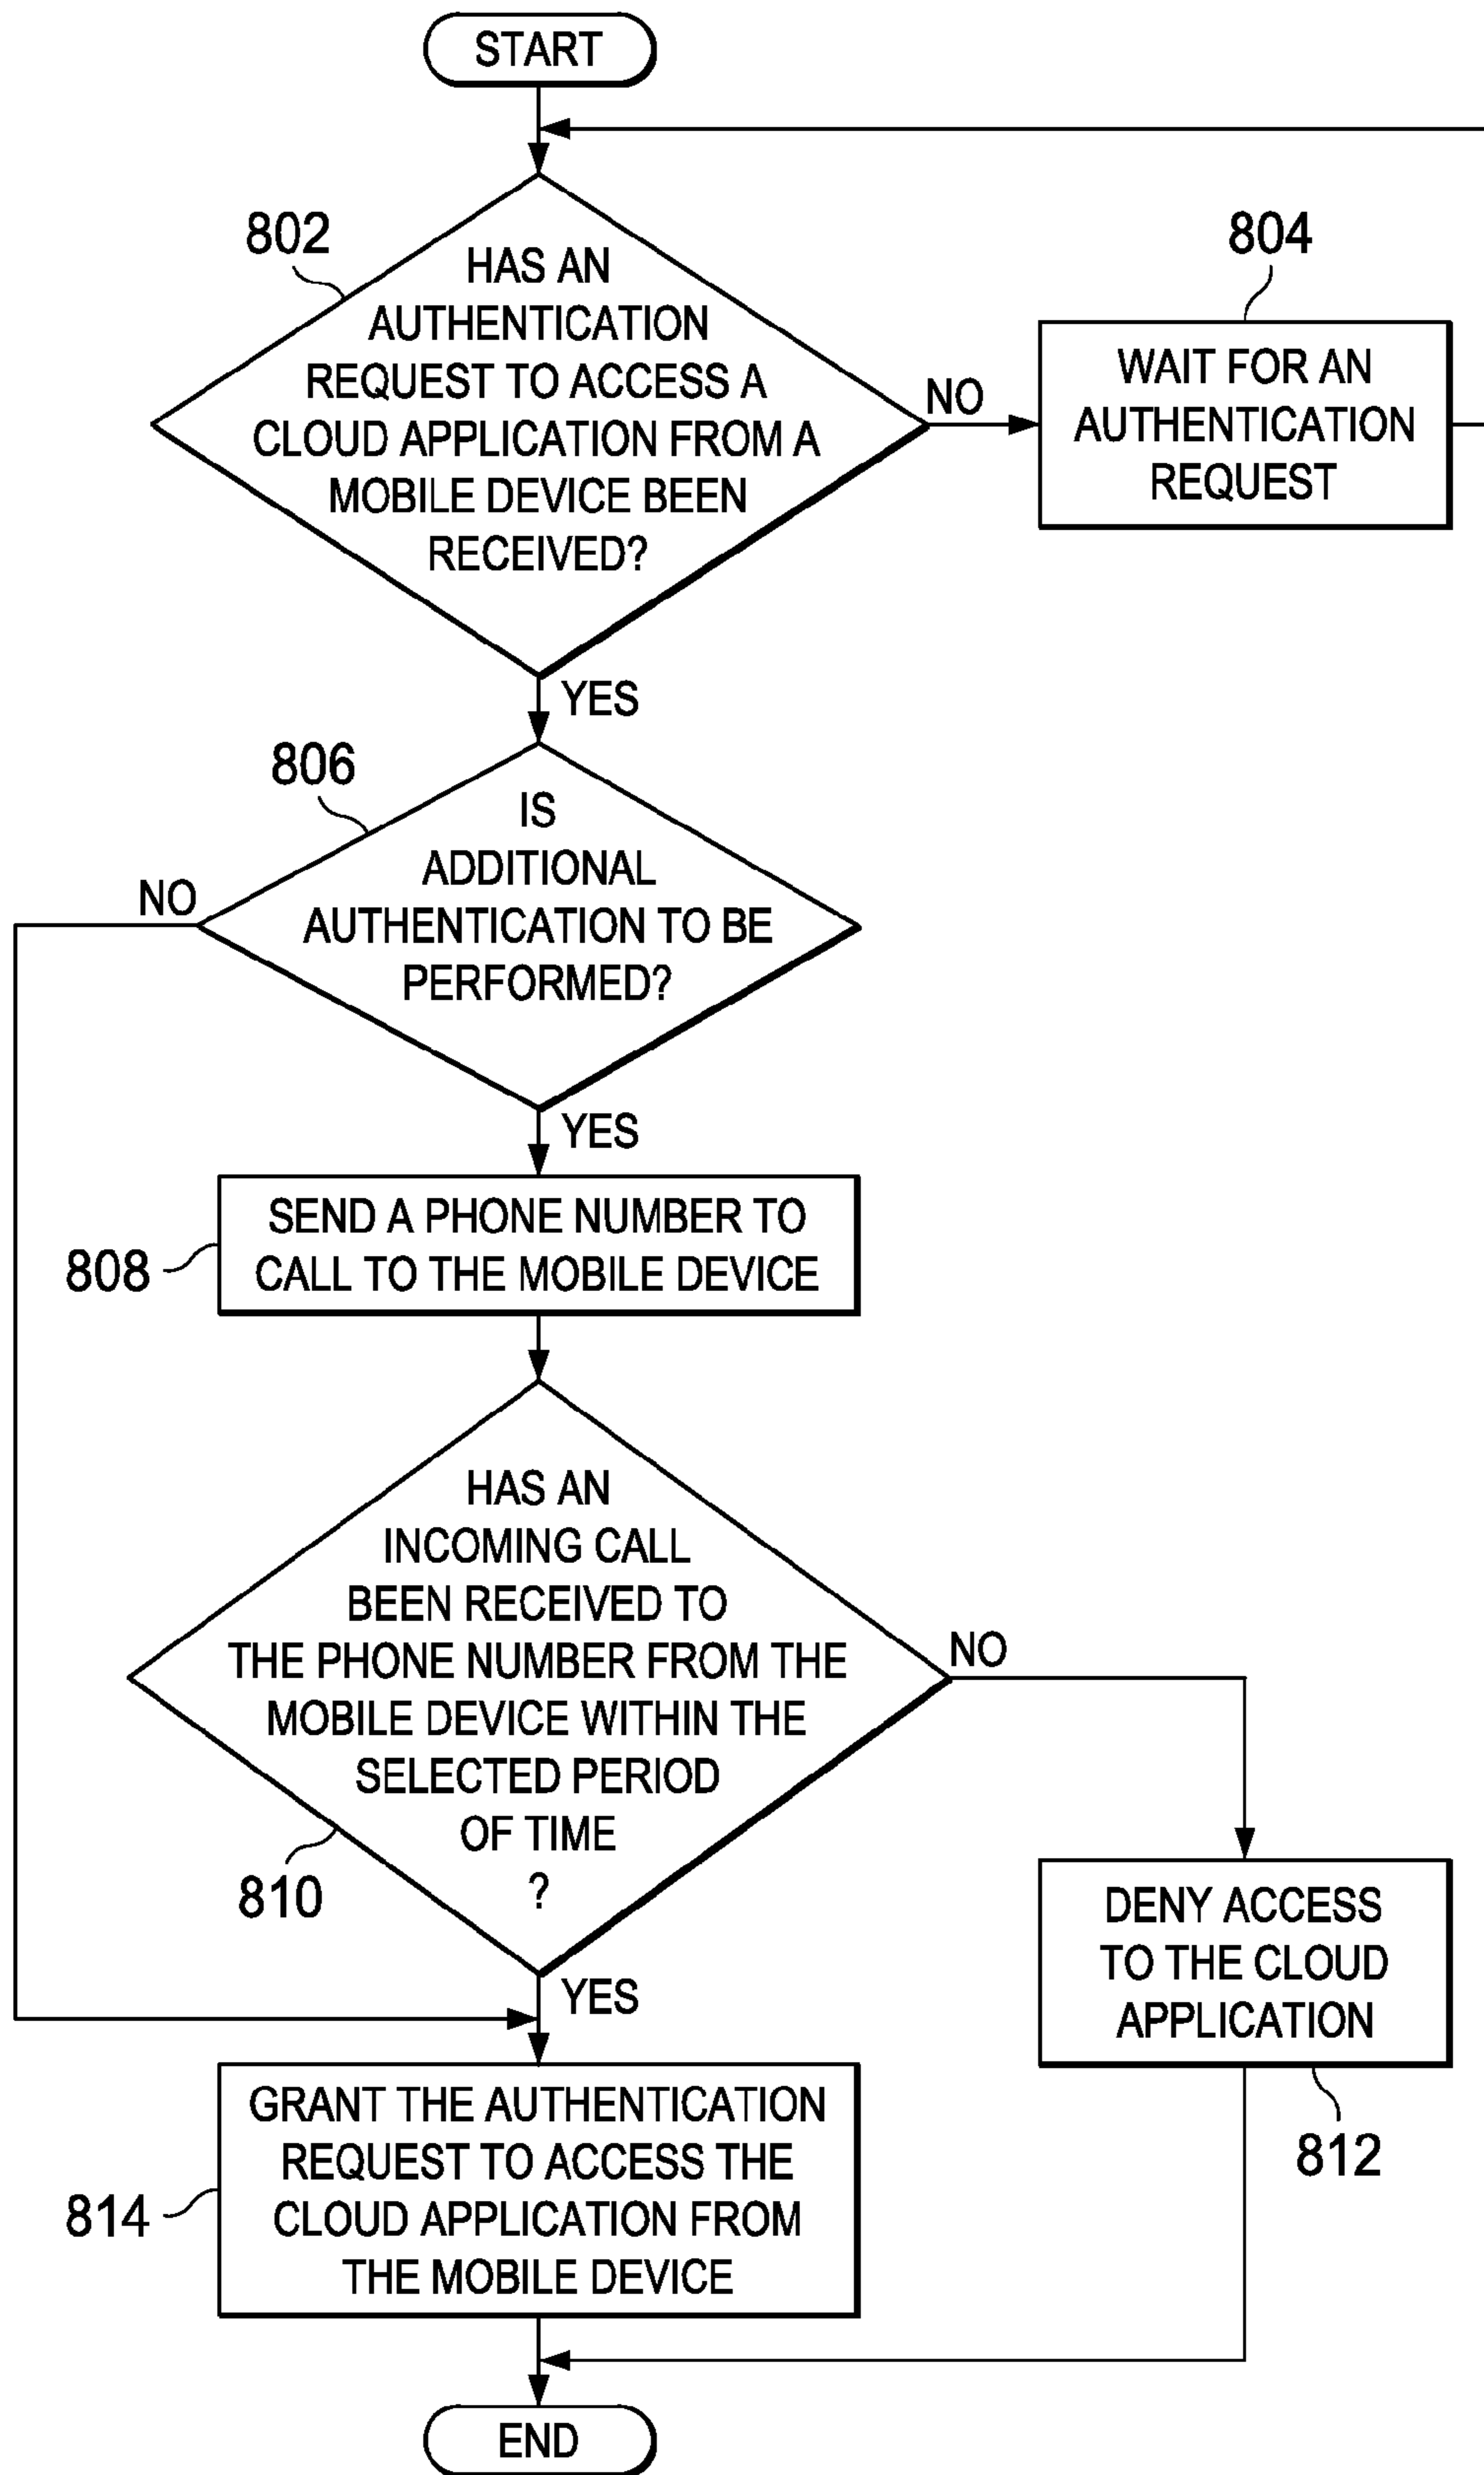 START
802
HAS AN
AUTHENTICATION
REQUEST TO ACCESS A
CLOUD APPLICATION FROM A
MOBILE DEVICE BEEN
RECEIVED?
NO
804
WAIT FOR AN
AUTHENTICATION
REQUEST
YES
806
IS
ADDITIONAL
AUTHENTICATION TO BE
PERFORMED?
NO
YES
808
SEND A PHONE NUMBER TO
CALL TO THE MOBILE DEVICE
HAS AN
INCOMING CALL
BEEN RECEIVED TO
THE PHONE NUMBER FROM THE
MOBILE DEVICE WITHIN THE
SELECTED PERIOD
OF TIME
?
810
NO
YES
DENY ACCESS
TO THE CLOUD
APPLICATION
812
814
GRANT THE AUTHENTICATION
REQUEST TO ACCESS THE
CLOUD APPLICATION FROM
THE MOBILE DEVICE
END